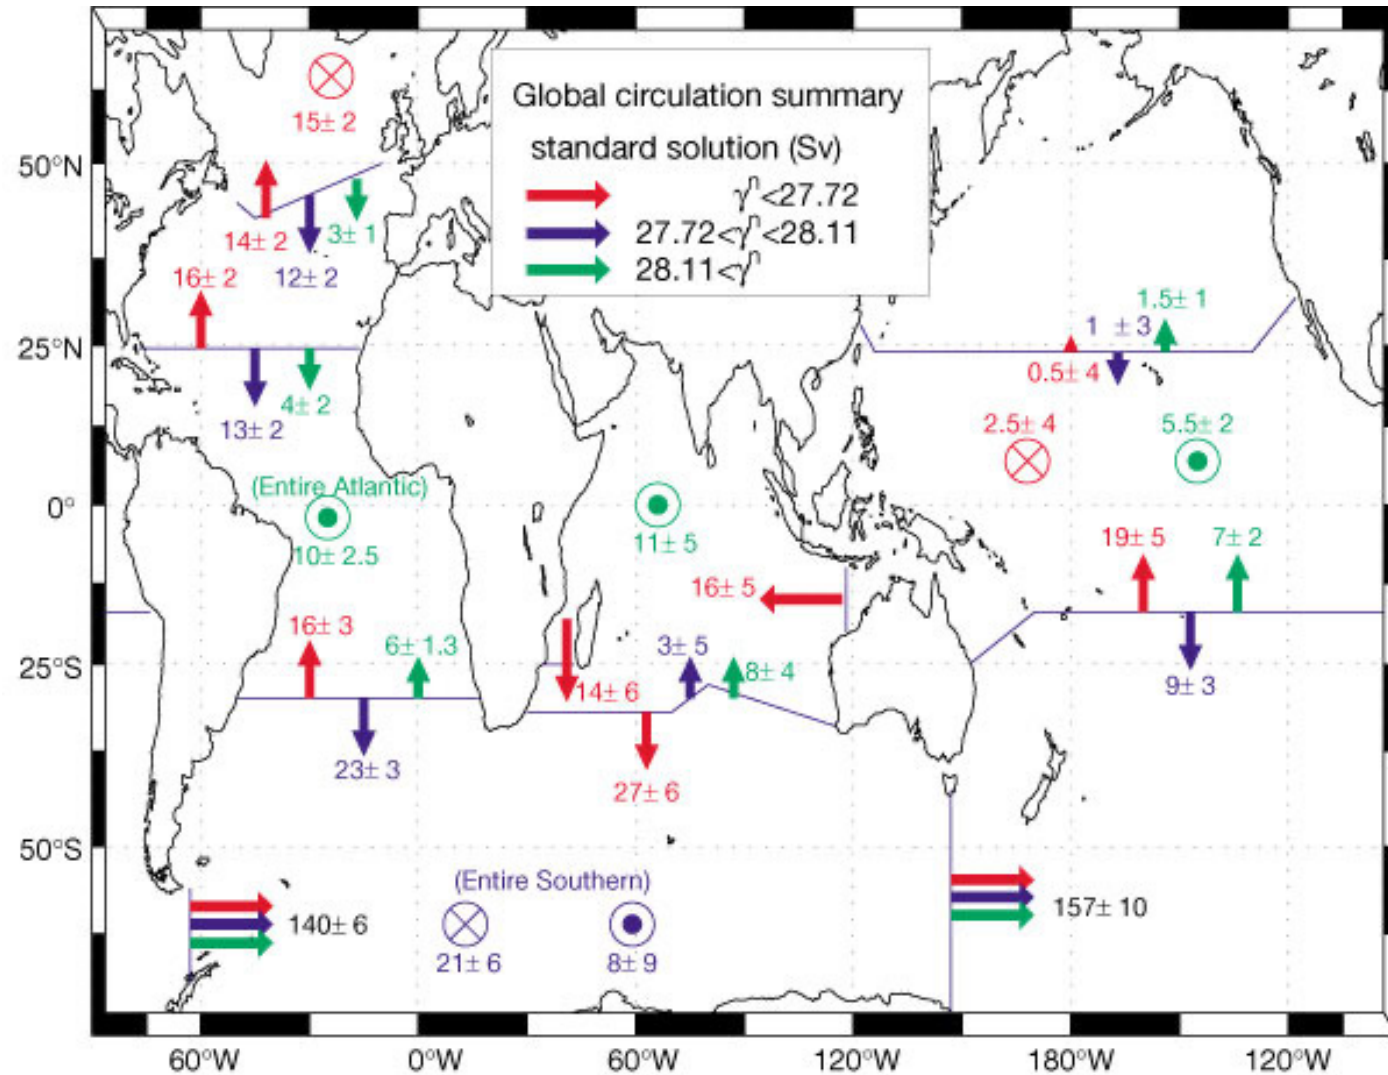 Global circulation summary
standard solution (Sv)
γⁿ<27.72
27.72<γⁿ<28.11
28.11<γⁿ
15± 2
50°N
14± 2
3± 1
16± 2
12± 2
1.5± 1
1 ± 3
25°N
0.5± 4
4± 2
13± 2
2.5± 4
5.5± 2
(Entire Atlantic)
0°
10± 2.5
11± 5
19± 5
7± 2
16± 5
16± 3
6± 1.3
3± 5
25°S
8± 4
14± 6
9± 3
23± 3
27± 6
50°S
(Entire Southern)
140± 6
157± 10
21± 6
8± 9
60°W
0°W
60°W
120°W
180°W
120°W